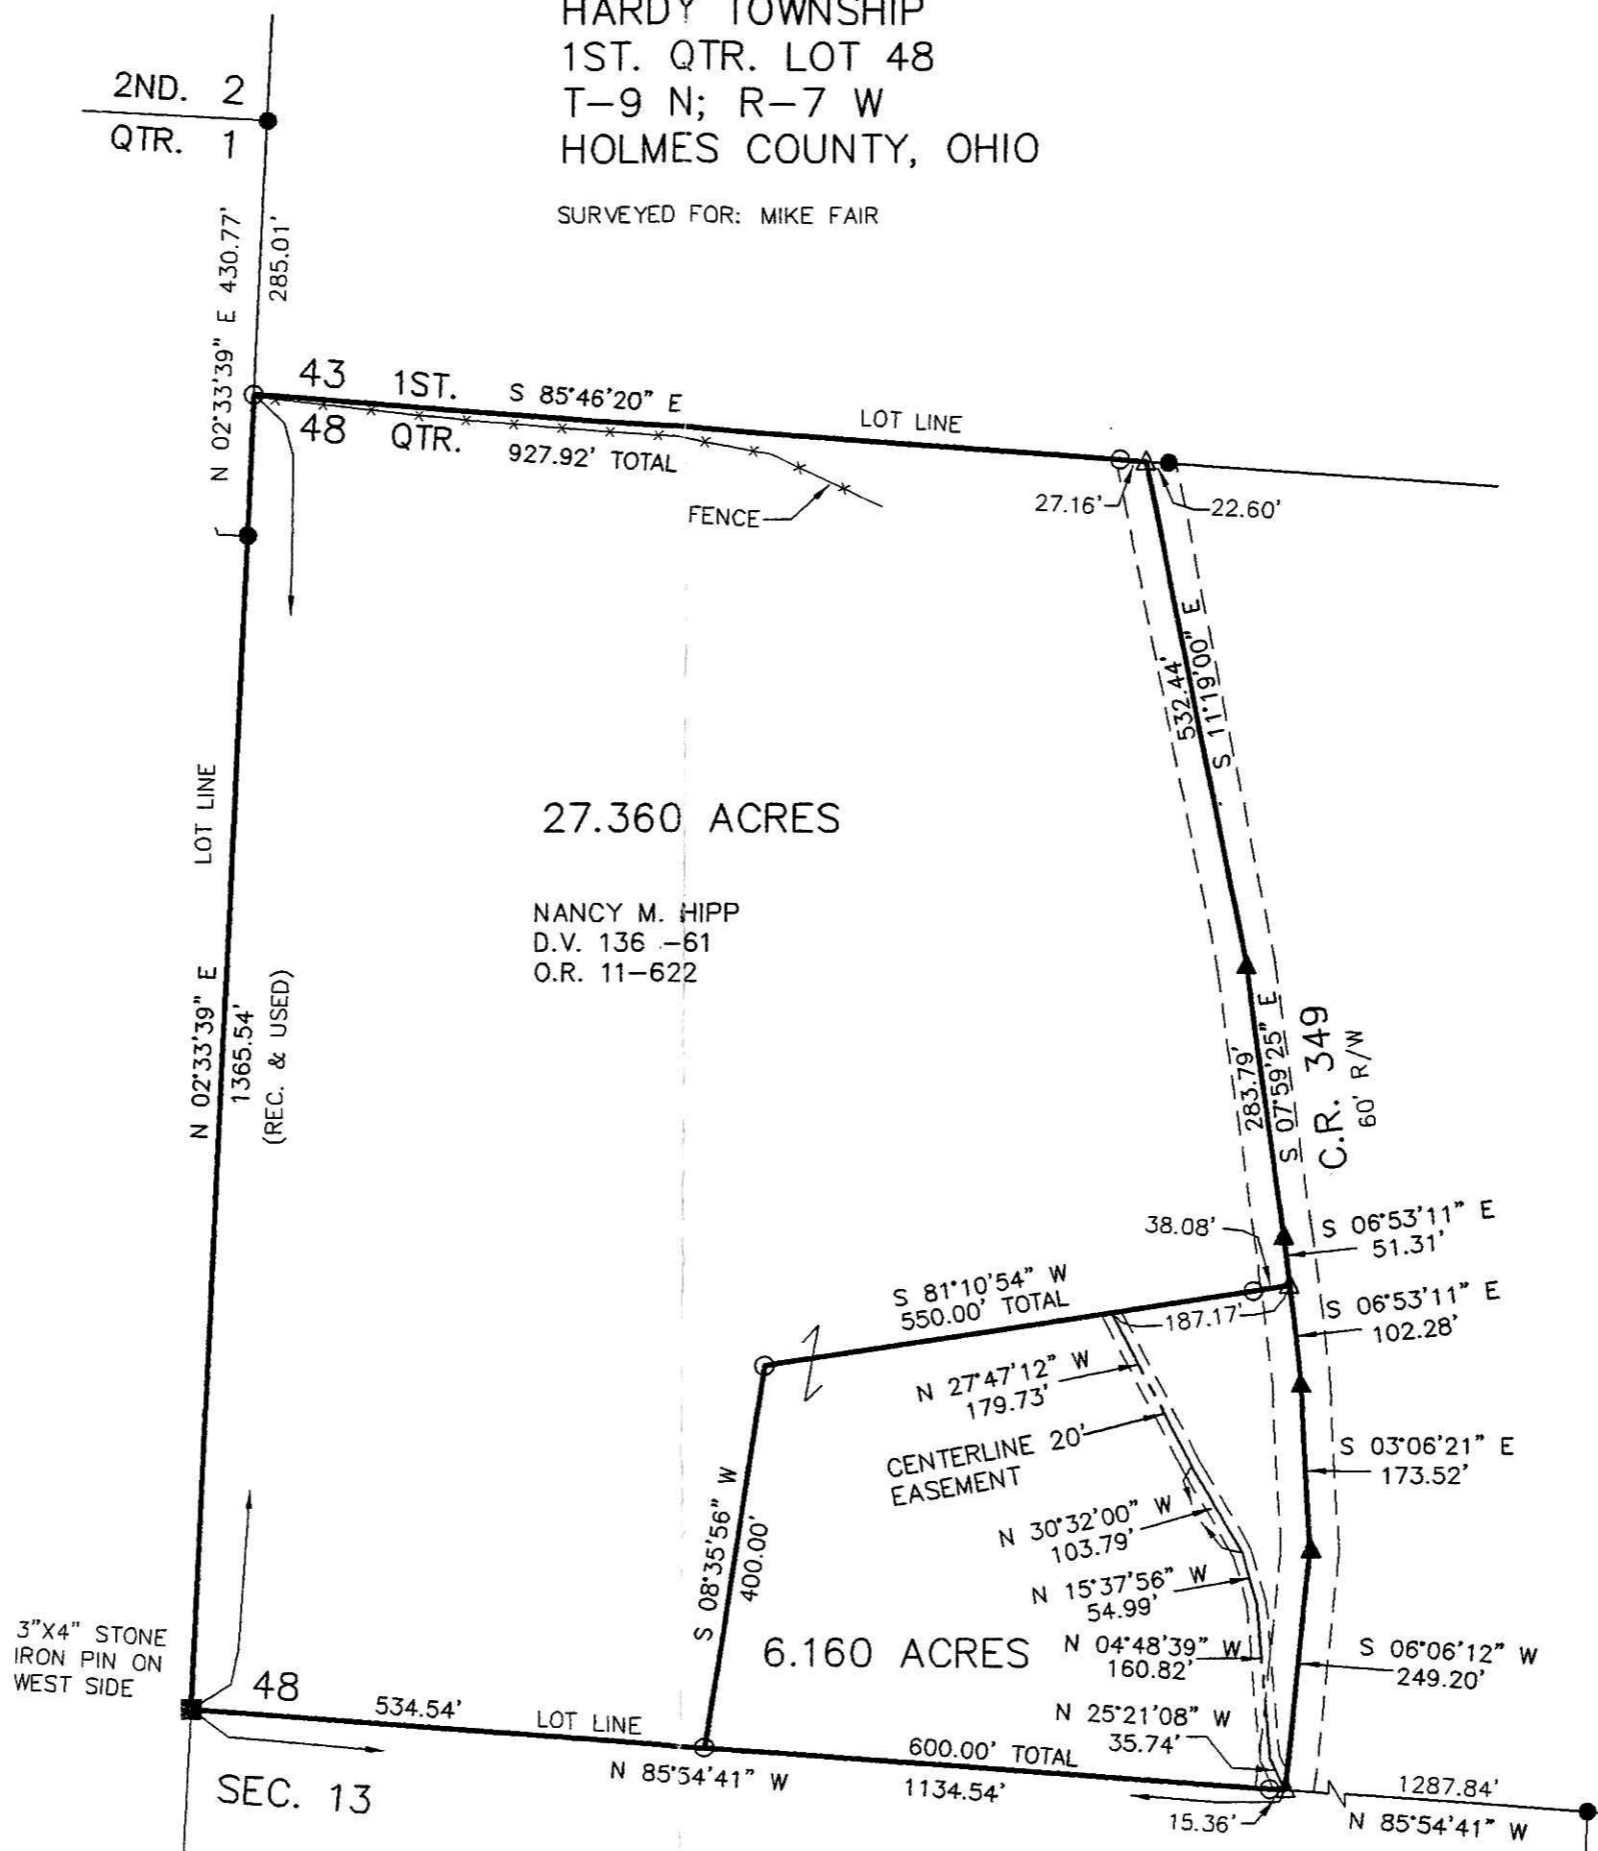 HARDY TOWNSHIP
1ST. QTR. LOT 48
T-9 N; R-7 W
HOLMES COUNTY, OHIO
SURVEYED FOR: MIKE FAIR
2ND. 2
QTR. 1
N 02°33'39" E 430.77'
285.01'
43 1ST.
48 QTR.
S 85°46'20" E
927.92' TOTAL
LOT LINE
FENCE
27.16'
22.60'
532.44'
S 11°19'00" E
LOT LINE
N 02°33'39" E
1365.54'
(REC. & USED)
27.360 ACRES
NANCY M. HIPP
D.V. 136 -61
O.R. 11-622
283.79'
S 07°59'25" E
C.R. 349
60' R/W
38.08'
S 06°53'11" E
51.31'
S 81°10'54" W
550.00' TOTAL
187.17'
S 06°53'11" E
102.28'
N 27°47'12" W
179.73'
CENTERLINE 20'
EASEMENT
S 03°06'21" E
173.52'
S 08°35'56" W
400.00'
N 30°32'00" W
103.79'
N 15°37'56" W
54.99'
6.160 ACRES
N 04°48'39" W
160.82'
S 06°06'12" W
249.20'
3"X4" STONE
IRON PIN ON
WEST SIDE
48
534.54'
LOT LINE
N 25°21'08" W
35.74'
600.00' TOTAL
N 85°54'41" W
1134.54'
SEC. 13
15.36'
1287.84'
N 85°54'41" W